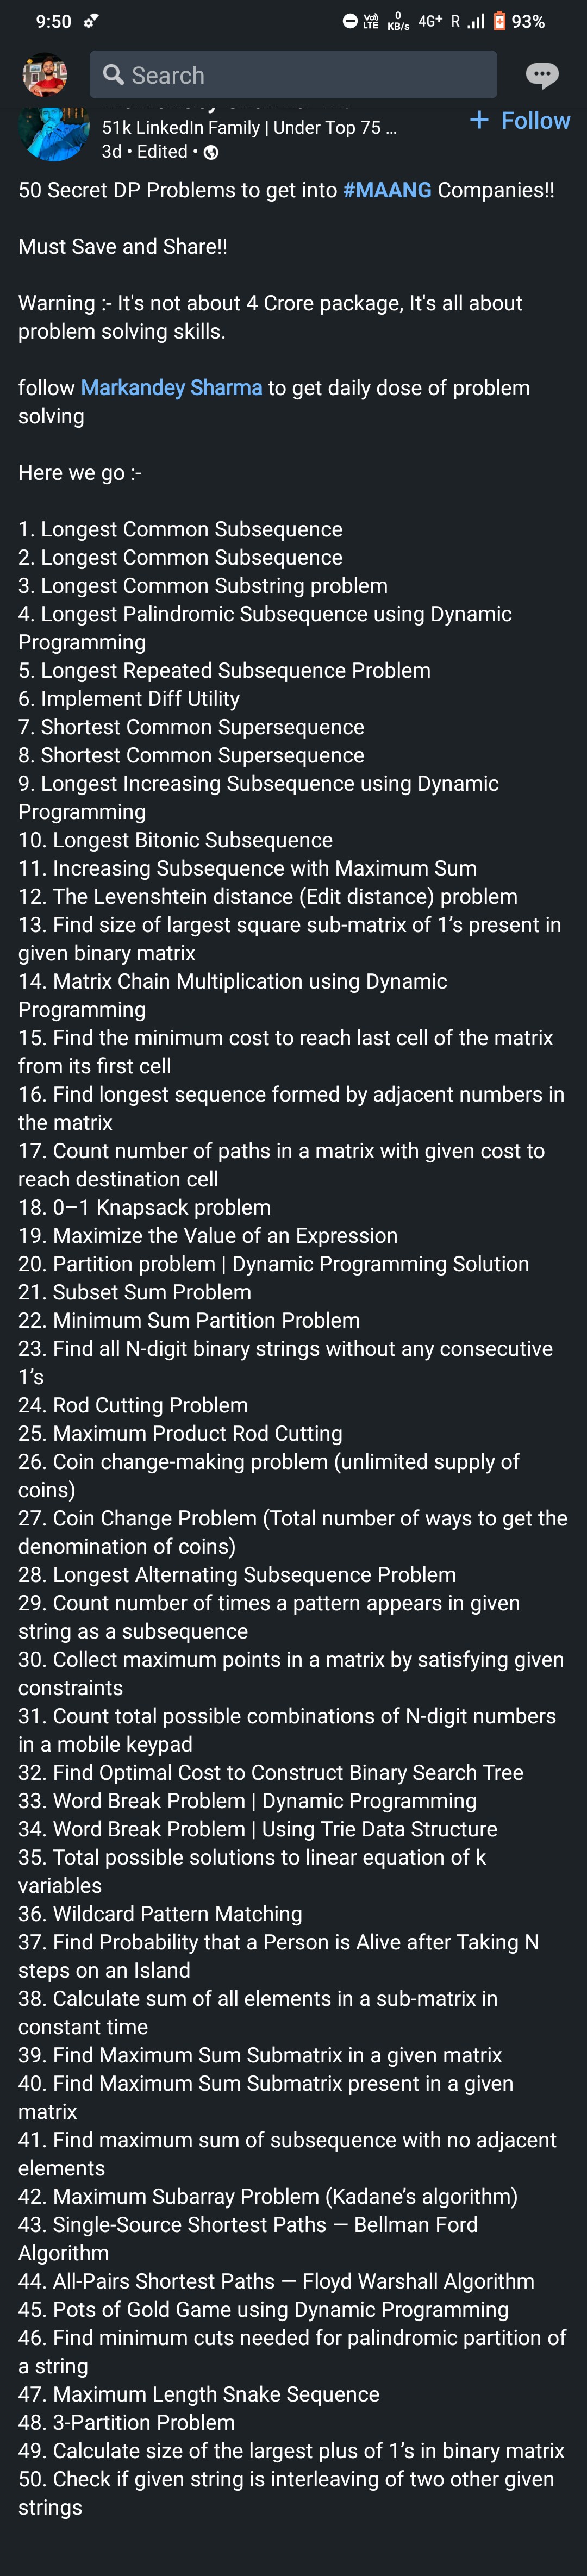 9:50
Vo)) LTE 0 KB/s 4G+ R 93%
Search
51k LinkedIn Family | Under Top 75 ...
+ Follow
3d • Edited •
50 Secret DP Problems to get into #MAANG Companies!!
Must Save and Share!!
Warning :- It's not about 4 Crore package, It's all about
problem solving skills.
follow Markandey Sharma to get daily dose of problem
solving
Here we go :-
1. Longest Common Subsequence
2. Longest Common Subsequence
3. Longest Common Substring problem
4. Longest Palindromic Subsequence using Dynamic
Programming
5. Longest Repeated Subsequence Problem
6. Implement Diff Utility
7. Shortest Common Supersequence
8. Shortest Common Supersequence
9. Longest Increasing Subsequence using Dynamic
Programming
10. Longest Bitonic Subsequence
11. Increasing Subsequence with Maximum Sum
12. The Levenshtein distance (Edit distance) problem
13. Find size of largest square sub-matrix of 1’s present in
given binary matrix
14. Matrix Chain Multiplication using Dynamic
Programming
15. Find the minimum cost to reach last cell of the matrix
from its first cell
16. Find longest sequence formed by adjacent numbers in
the matrix
17. Count number of paths in a matrix with given cost to
reach destination cell
18. 0–1 Knapsack problem
19. Maximize the Value of an Expression
20. Partition problem | Dynamic Programming Solution
21. Subset Sum Problem
22. Minimum Sum Partition Problem
23. Find all N-digit binary strings without any consecutive
1’s
24. Rod Cutting Problem
25. Maximum Product Rod Cutting
26. Coin change-making problem (unlimited supply of
coins)
27. Coin Change Problem (Total number of ways to get the
denomination of coins)
28. Longest Alternating Subsequence Problem
29. Count number of times a pattern appears in given
string as a subsequence
30. Collect maximum points in a matrix by satisfying given
constraints
31. Count total possible combinations of N-digit numbers
in a mobile keypad
32. Find Optimal Cost to Construct Binary Search Tree
33. Word Break Problem | Dynamic Programming
34. Word Break Problem | Using Trie Data Structure
35. Total possible solutions to linear equation of k
variables
36. Wildcard Pattern Matching
37. Find Probability that a Person is Alive after Taking N
steps on an Island
38. Calculate sum of all elements in a sub-matrix in
constant time
39. Find Maximum Sum Submatrix in a given matrix
40. Find Maximum Sum Submatrix present in a given
matrix
41. Find maximum sum of subsequence with no adjacent
elements
42. Maximum Subarray Problem (Kadane’s algorithm)
43. Single-Source Shortest Paths — Bellman Ford
Algorithm
44. All-Pairs Shortest Paths — Floyd Warshall Algorithm
45. Pots of Gold Game using Dynamic Programming
46. Find minimum cuts needed for palindromic partition of
a string
47. Maximum Length Snake Sequence
48. 3-Partition Problem
49. Calculate size of the largest plus of 1’s in binary matrix
50. Check if given string is interleaving of two other given
strings